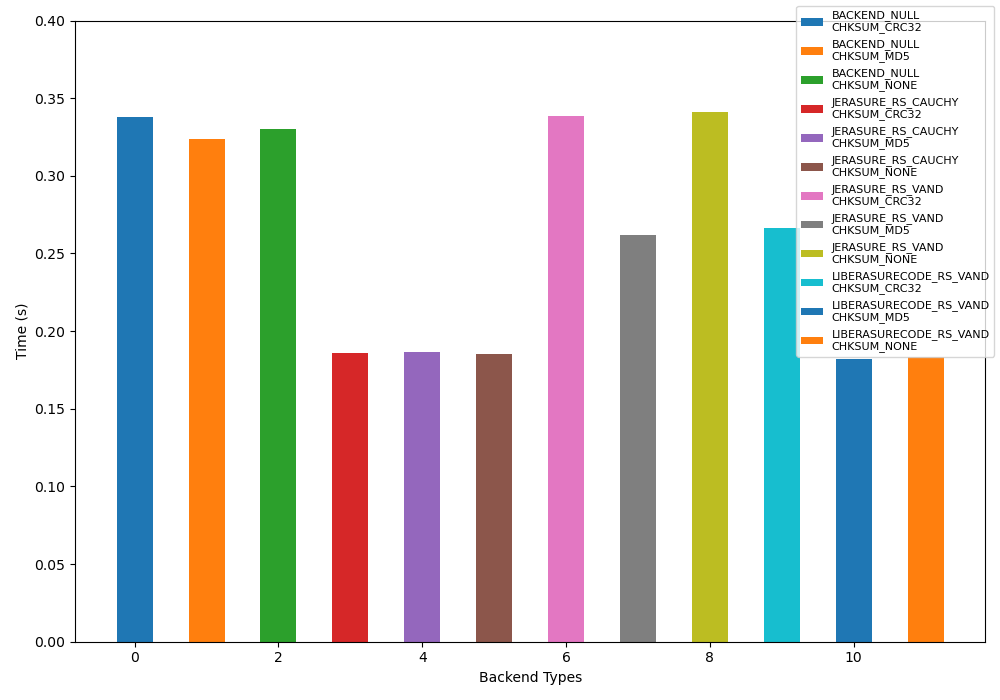 0.40
0.35
0.30
0.25
0.20
0.15
0.10
0.05
0.00
Time (s)
0
2
4
6
8
10
Backend Types
BACKEND_NULL
CHKSUM_CRC32
BACKEND_NULL
CHKSUM_MD5
BACKEND_NULL
CHKSUM_NONE
JERASURE_RS_CAUCHY
CHKSUM_CRC32
JERASURE_RS_CAUCHY
CHKSUM_MD5
JERASURE_RS_CAUCHY
CHKSUM_NONE
JERASURE_RS_VAND
CHKSUM_CRC32
JERASURE_RS_VAND
CHKSUM_MD5
JERASURE_RS_VAND
CHKSUM_NONE
LIBERASURECODE_RS_VAND
CHKSUM_CRC32
LIBERASURECODE_RS_VAND
CHKSUM_MD5
LIBERASURECODE_RS_VAND
CHKSUM_NONE